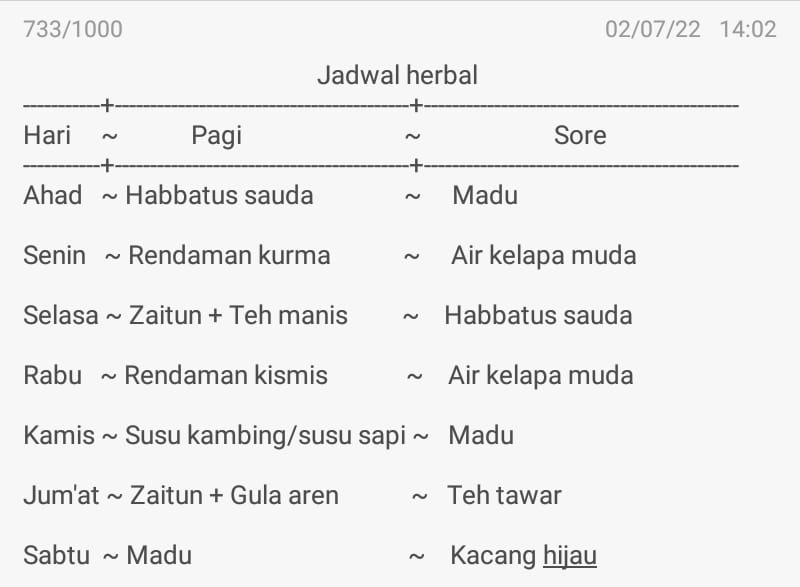 733/1000 02/07/22 14:02
Jadwal herbal
-----------+------------------------------------------+---------------------------------------------
Hari ~ Pagi ~ Sore
-----------+------------------------------------------+---------------------------------------------
Ahad ~ Habbatus sauda ~ Madu
Senin ~ Rendaman kurma ~ Air kelapa muda
Selasa ~ Zaitun + Teh manis ~ Habbatus sauda
Rabu ~ Rendaman kismis ~ Air kelapa muda
Kamis ~ Susu kambing/susu sapi ~ Madu
Jum'at ~ Zaitun + Gula aren ~ Teh tawar
Sabtu ~ Madu ~ Kacang hijau